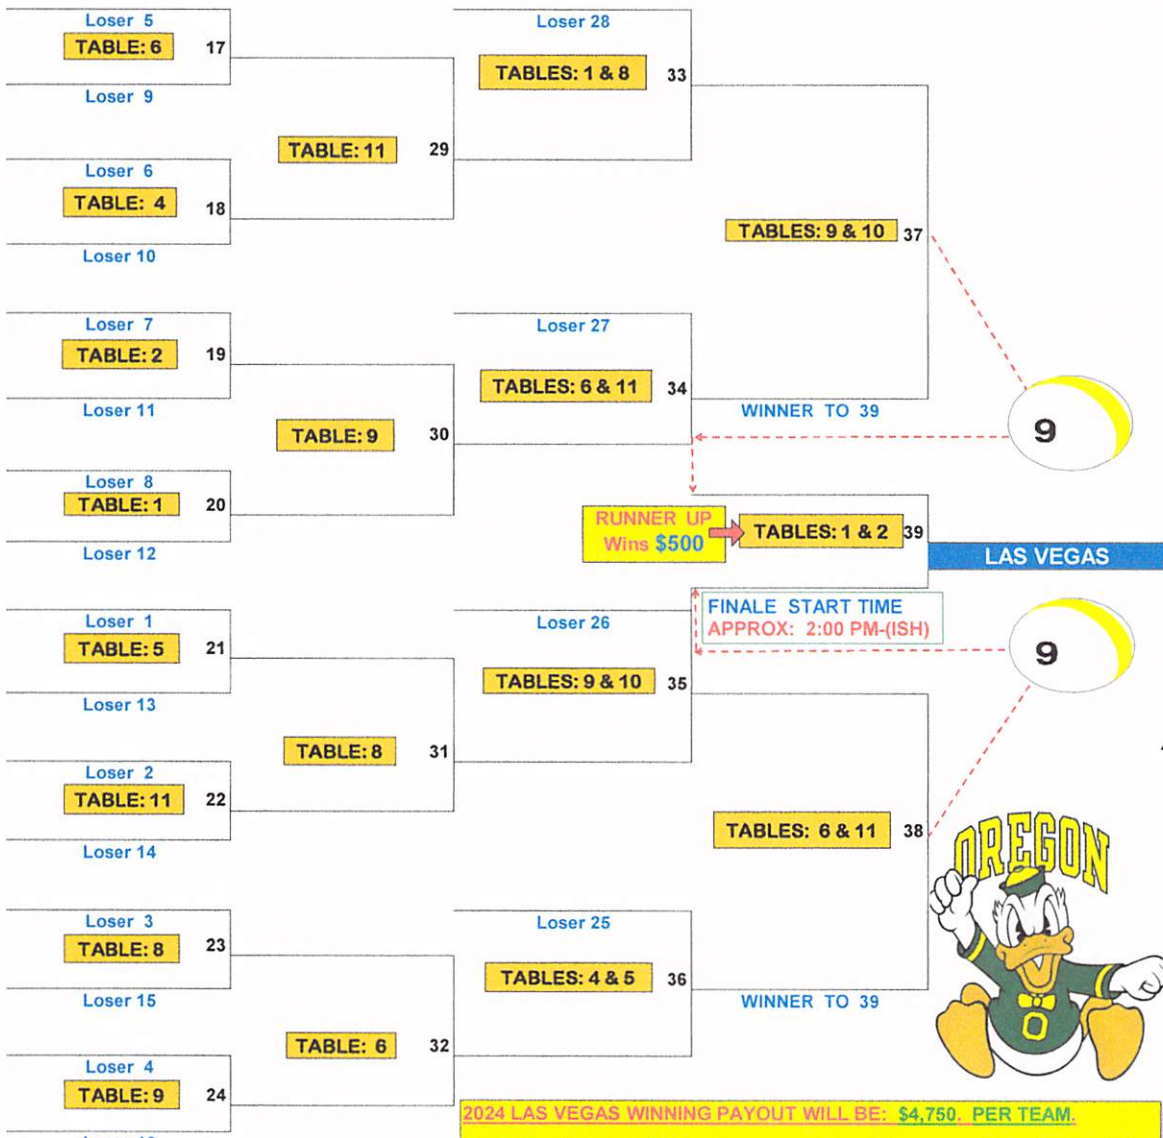 Loser 5
TABLE: 6
17
Loser 9
Loser 6
TABLE: 4
18
Loser 10
TABLE: 11
29
Loser 28
TABLES: 1 & 8
33
Loser 7
TABLE: 2
19
Loser 11
Loser 8
TABLE: 1
20
Loser 12
TABLE: 9
30
Loser 27
TABLES: 6 & 11
34
TABLES: 9 & 10
37
WINNER TO 39
9
RUNNER UP
Wins $500
TABLES: 1 & 2
39
LAS VEGAS
FINALE START TIME
APPROX: 2:00 PM-(ISH)
9
Loser 1
TABLE: 5
21
Loser 13
Loser 2
TABLE: 11
22
Loser 14
TABLE: 8
31
Loser 26
TABLES: 9 & 10
35
Loser 3
TABLE: 8
23
Loser 15
Loser 4
TABLE: 9
24
TABLE: 6
32
Loser 25
TABLES: 4 & 5
36
TABLES: 6 & 11
38
WINNER TO 39
OREGON
O
2024 LAS VEGAS WINNING PAYOUT WILL BE: $4,750. PER TEAM.